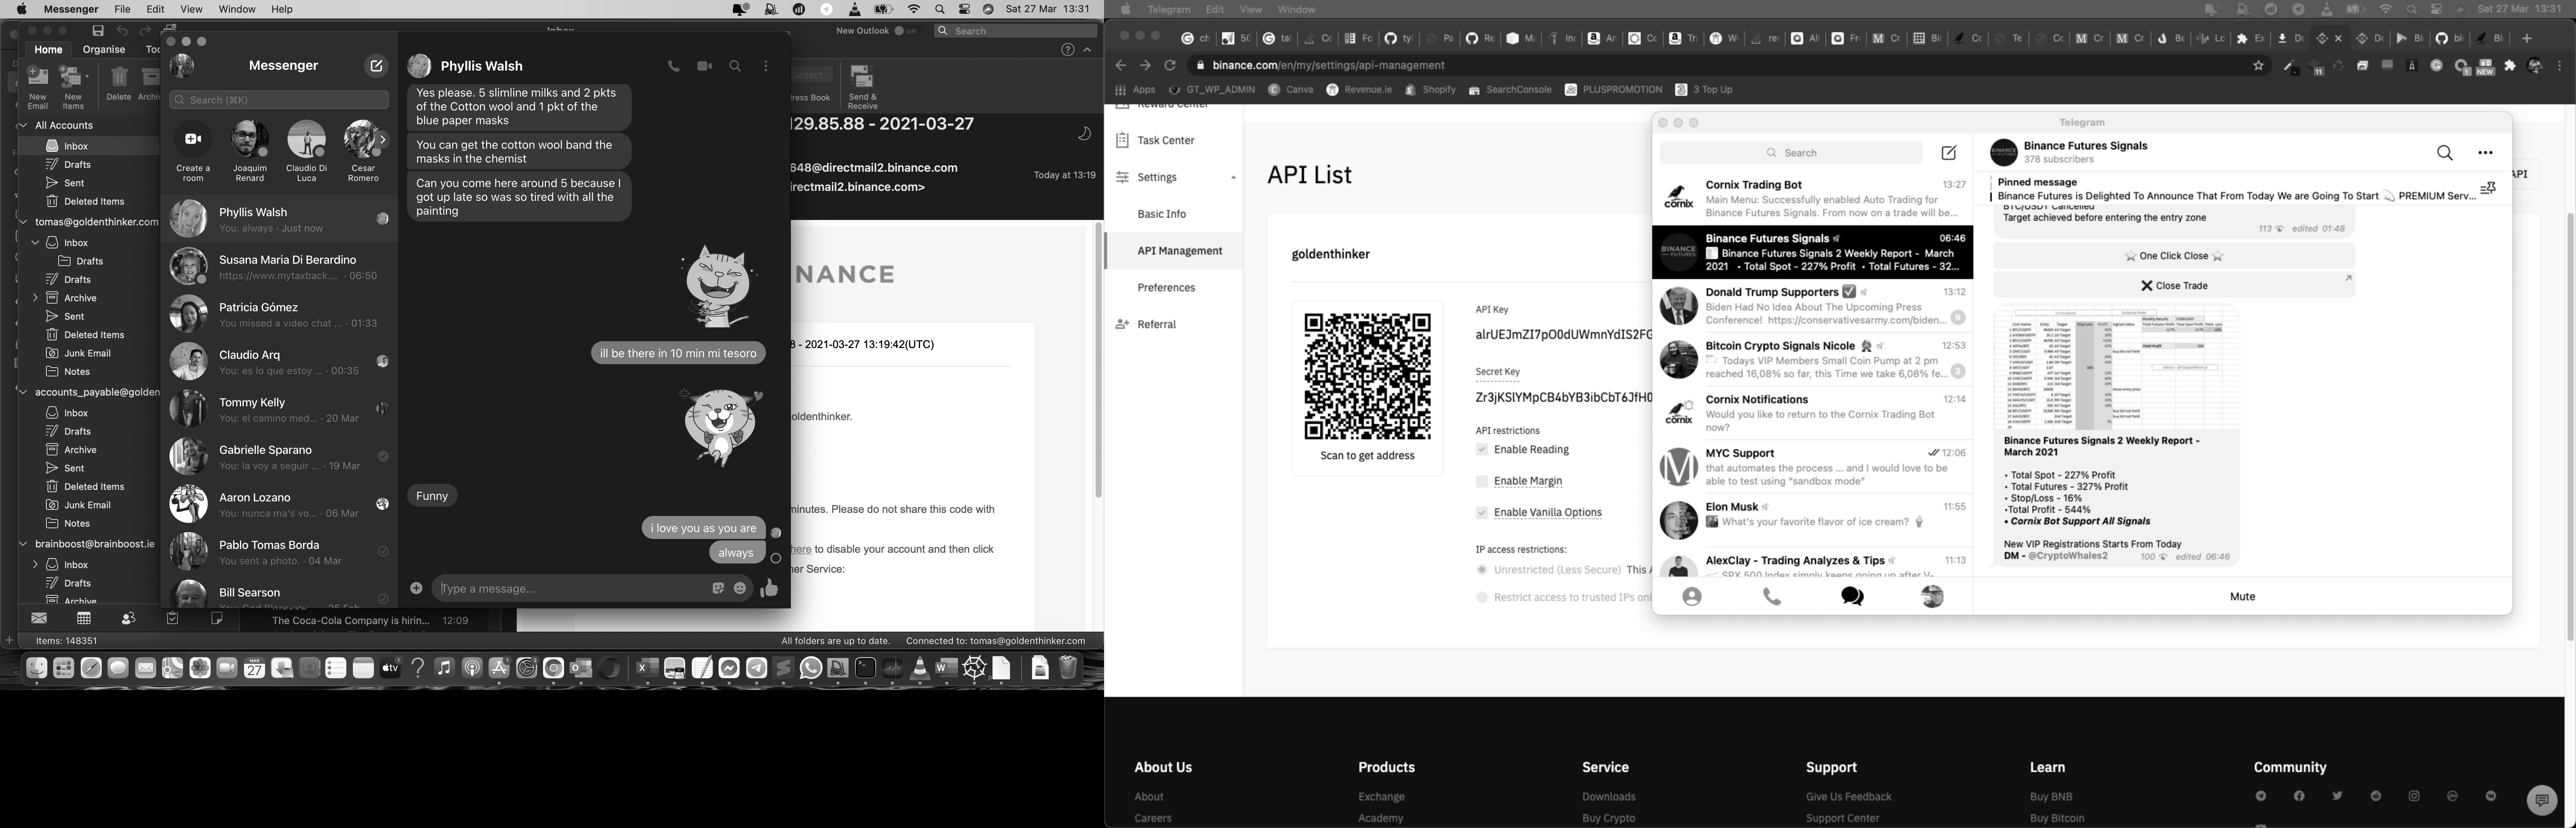 Messenger File Edit View Window Help
Sat 27 Mar 13:31
Inbox
New Outlook
Search
Home Organise
New Email
New Items
Delete
Contact
Send & Receive
All Accounts
Inbox
Drafts
Sent
Deleted Items
tomas@goldenthinker.com
Inbox
Drafts
Drafts
Archive
Sent
Deleted Items
Junk Email
Notes
accounts_payable@golden
Inbox
Drafts
Archive
Sent
Deleted Items
Junk Email
Notes
brainboost@brainboost.ie
Inbox
Drafts
Archive
Items: 148351
Messenger
Search (⌘K)
Create a room
Joaquim Renard
Claudio Di Luca
Cesar Romero
Phyllis Walsh
You: always · Just now
Susana Maria Di Berardino
https://www.mytaxback.... · 06:50
Patricia Gómez
You missed a video chat ... · 01:33
Claudio Arq
You: es lo que estoy ... · 00:35
Tommy Kelly
You: el camino med... · 20 Mar
Gabrielle Sparano
You: la voy a seguir ... · 19 Mar
Aaron Lozano
You: nunca ma's vo... · 06 Mar
Pablo Tomas Borda
You sent a photo. · 04 Mar
Bill Searson
Phyllis Walsh
Yes please. 5 slimline milks and 2 pkts
of the Cotton wool and 1 pkt of the
blue paper masks
You can get the cotton wool band the
masks in the chemist
Can you come here around 5 because I
got up late so was so tired with all the
painting
ill be there in 10 min mi tesoro
Funny
i love you as you are
always
Type a message...
129.85.88 - 2021-03-27
648@directmail2.binance.com
irectmail2.binance.com>
Today at 13:19
NANCE
8 - 2021-03-27 13:19:42(UTC)
oldenthinker.
minutes. Please do not share this code with
here to disable your account and then click
ner Service:
The Coca-Cola Company is hirin... 12:09
All folders are up to date.
Connected to: tomas@goldenthinker.com
Telegram Edit View Window
Sat 27 Mar 13:31
binance.com/en/my/settings/api-management
Apps GT_WP_ADMIN Canva Revenue.ie Shopify SearchConsole PLUSPROMOTION 3 Top Up
Reward Center
Task Center
Settings
Basic Info
API Management
Preferences
Referral
API List
goldenthinker
Scan to get address
API Key
Secret Key
API restrictions
Enable Reading
Enable Margin
Enable Vanilla Options
IP access restrictions:
Unrestricted (Less Secure) This A
Restrict access to trusted IPs onl
API
Telegram
Search
Cornix Trading Bot 13:27
Main Menu: Successfully enabled Auto Trading for
Binance Futures Signals. From now on a trade will be...
Binance Futures Signals 06:46
Binance Futures Signals 2 Weekly Report - March
2021 • Total Spot - 227% Profit • Total Futures - 32...
Donald Trump Supporters 13:12
Biden Had No Idea About The Upcoming Press
Conference! https://conservativesarmy.com/biden...
9
Bitcoin Crypto Signals Nicole 12:53
Todays VIP Members Small Coin Pump at 2 pm
reached 16,08% so far, this Time we take 6,08% fe...
3
Cornix Notifications 12:14
Would you like to return to the Cornix Trading Bot
now?
MYC Support 12:06
that automates the process ... and I would love to be
able to test using "sandbox mode"
Elon Musk 11:55
What's your favorite flavor of ice cream?
AlexClay - Trading Analyzes & Tips 11:13
SPX 500 Index simply keeps going up after V-
Binance Futures Signals
378 subscribers
Pinned message
Binance Futures is Delighted To Announce That From Today We are Going To Start PREMIUM Serv...
BTC/USDT Cancelled
Target achieved before entering the entry zone
113 edited 01:48
One Click Close
Close Trade
Binance Futures Signals 2 Weekly Report -
March 2021
• Total Spot - 227% Profit
• Total Futures - 327% Profit
• Stop/Loss - 16%
•Total Profit - 544%
• Cornix Bot Support All Signals
New VIP Registrations Starts From Today
DM - @CryptoWhales2
100 edited 06:46
Mute
About Us Products Service Support Learn Community
About Exchange Downloads Give Us Feedback Buy BNB
Careers Academy Buy Crypto Support Center Buy Bitcoin